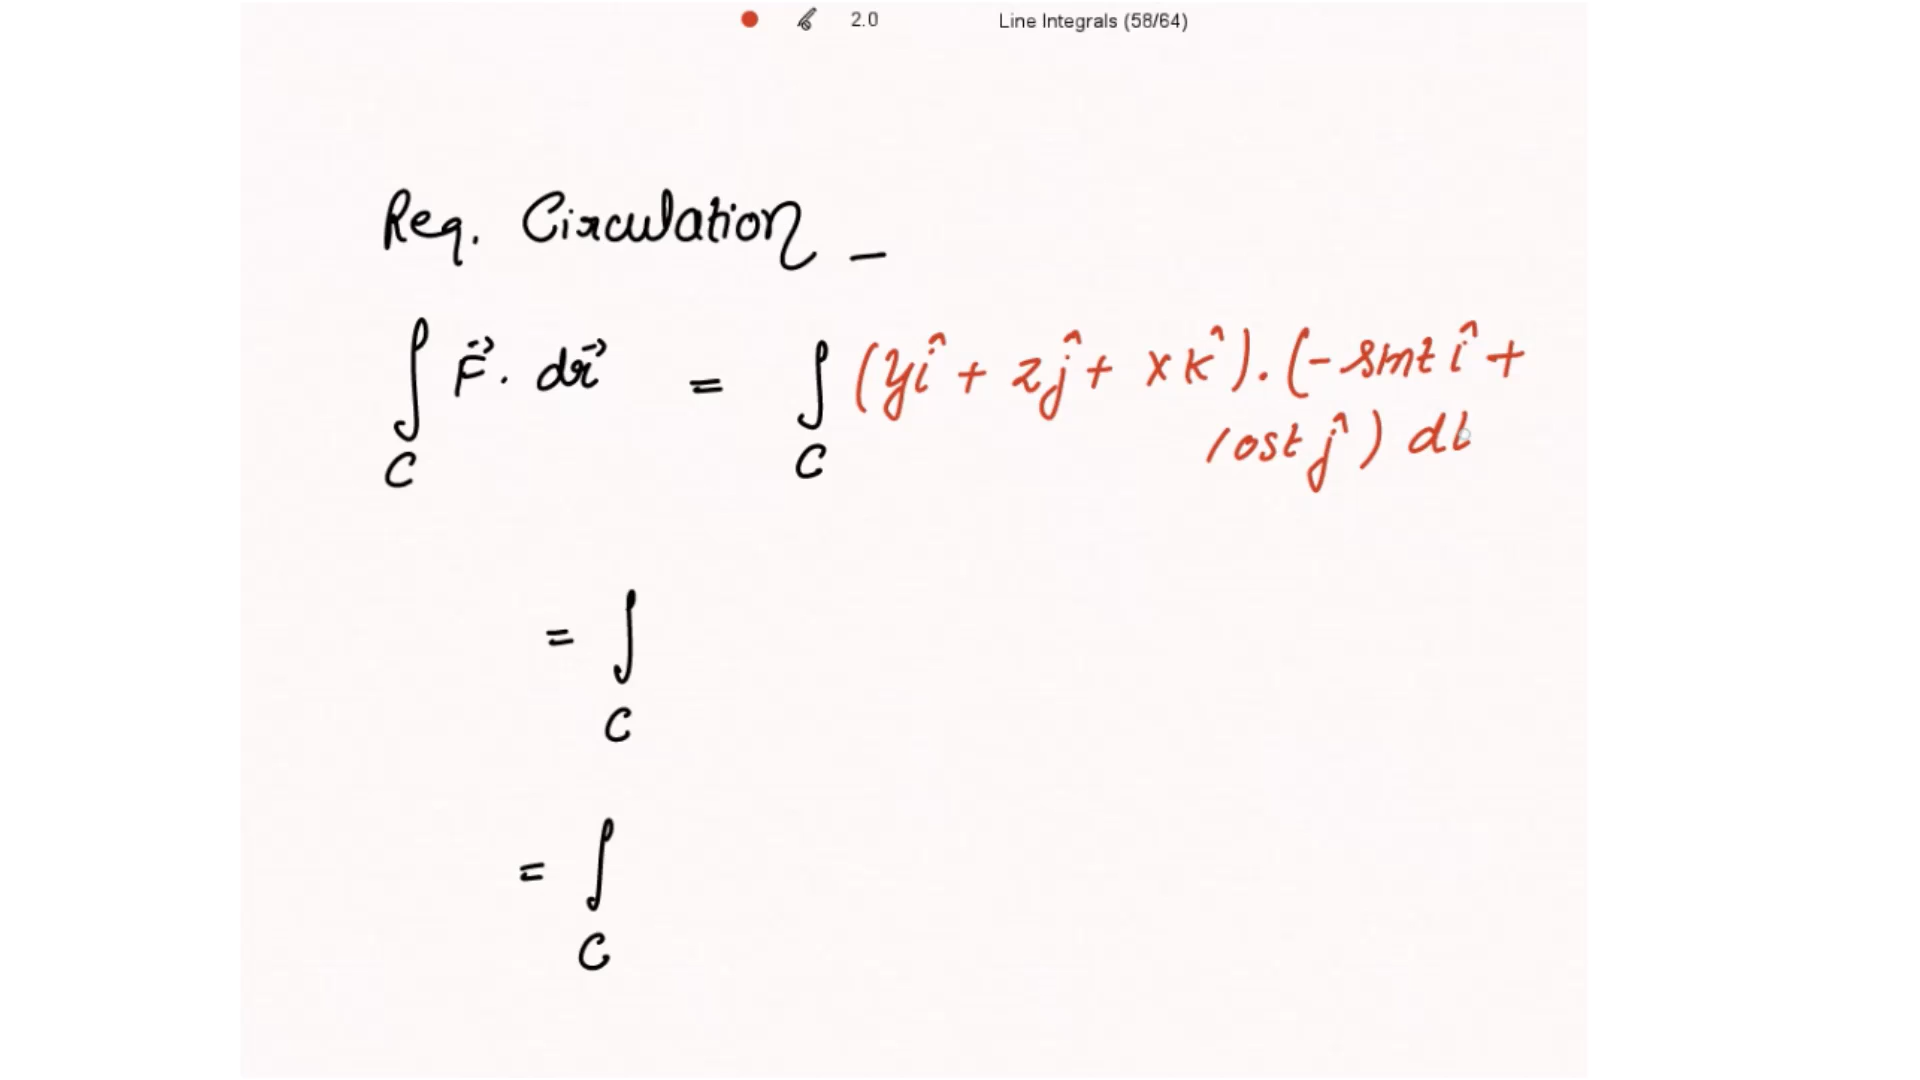 2.0 Line Integrals (58/64)
Req. Circulation –
∫ F⃗ . dr⃗ = ∫ (yî + zĵ + xk̂) . (-sint î +
C C cost ĵ) dt
= ∫
C
= ∫
C